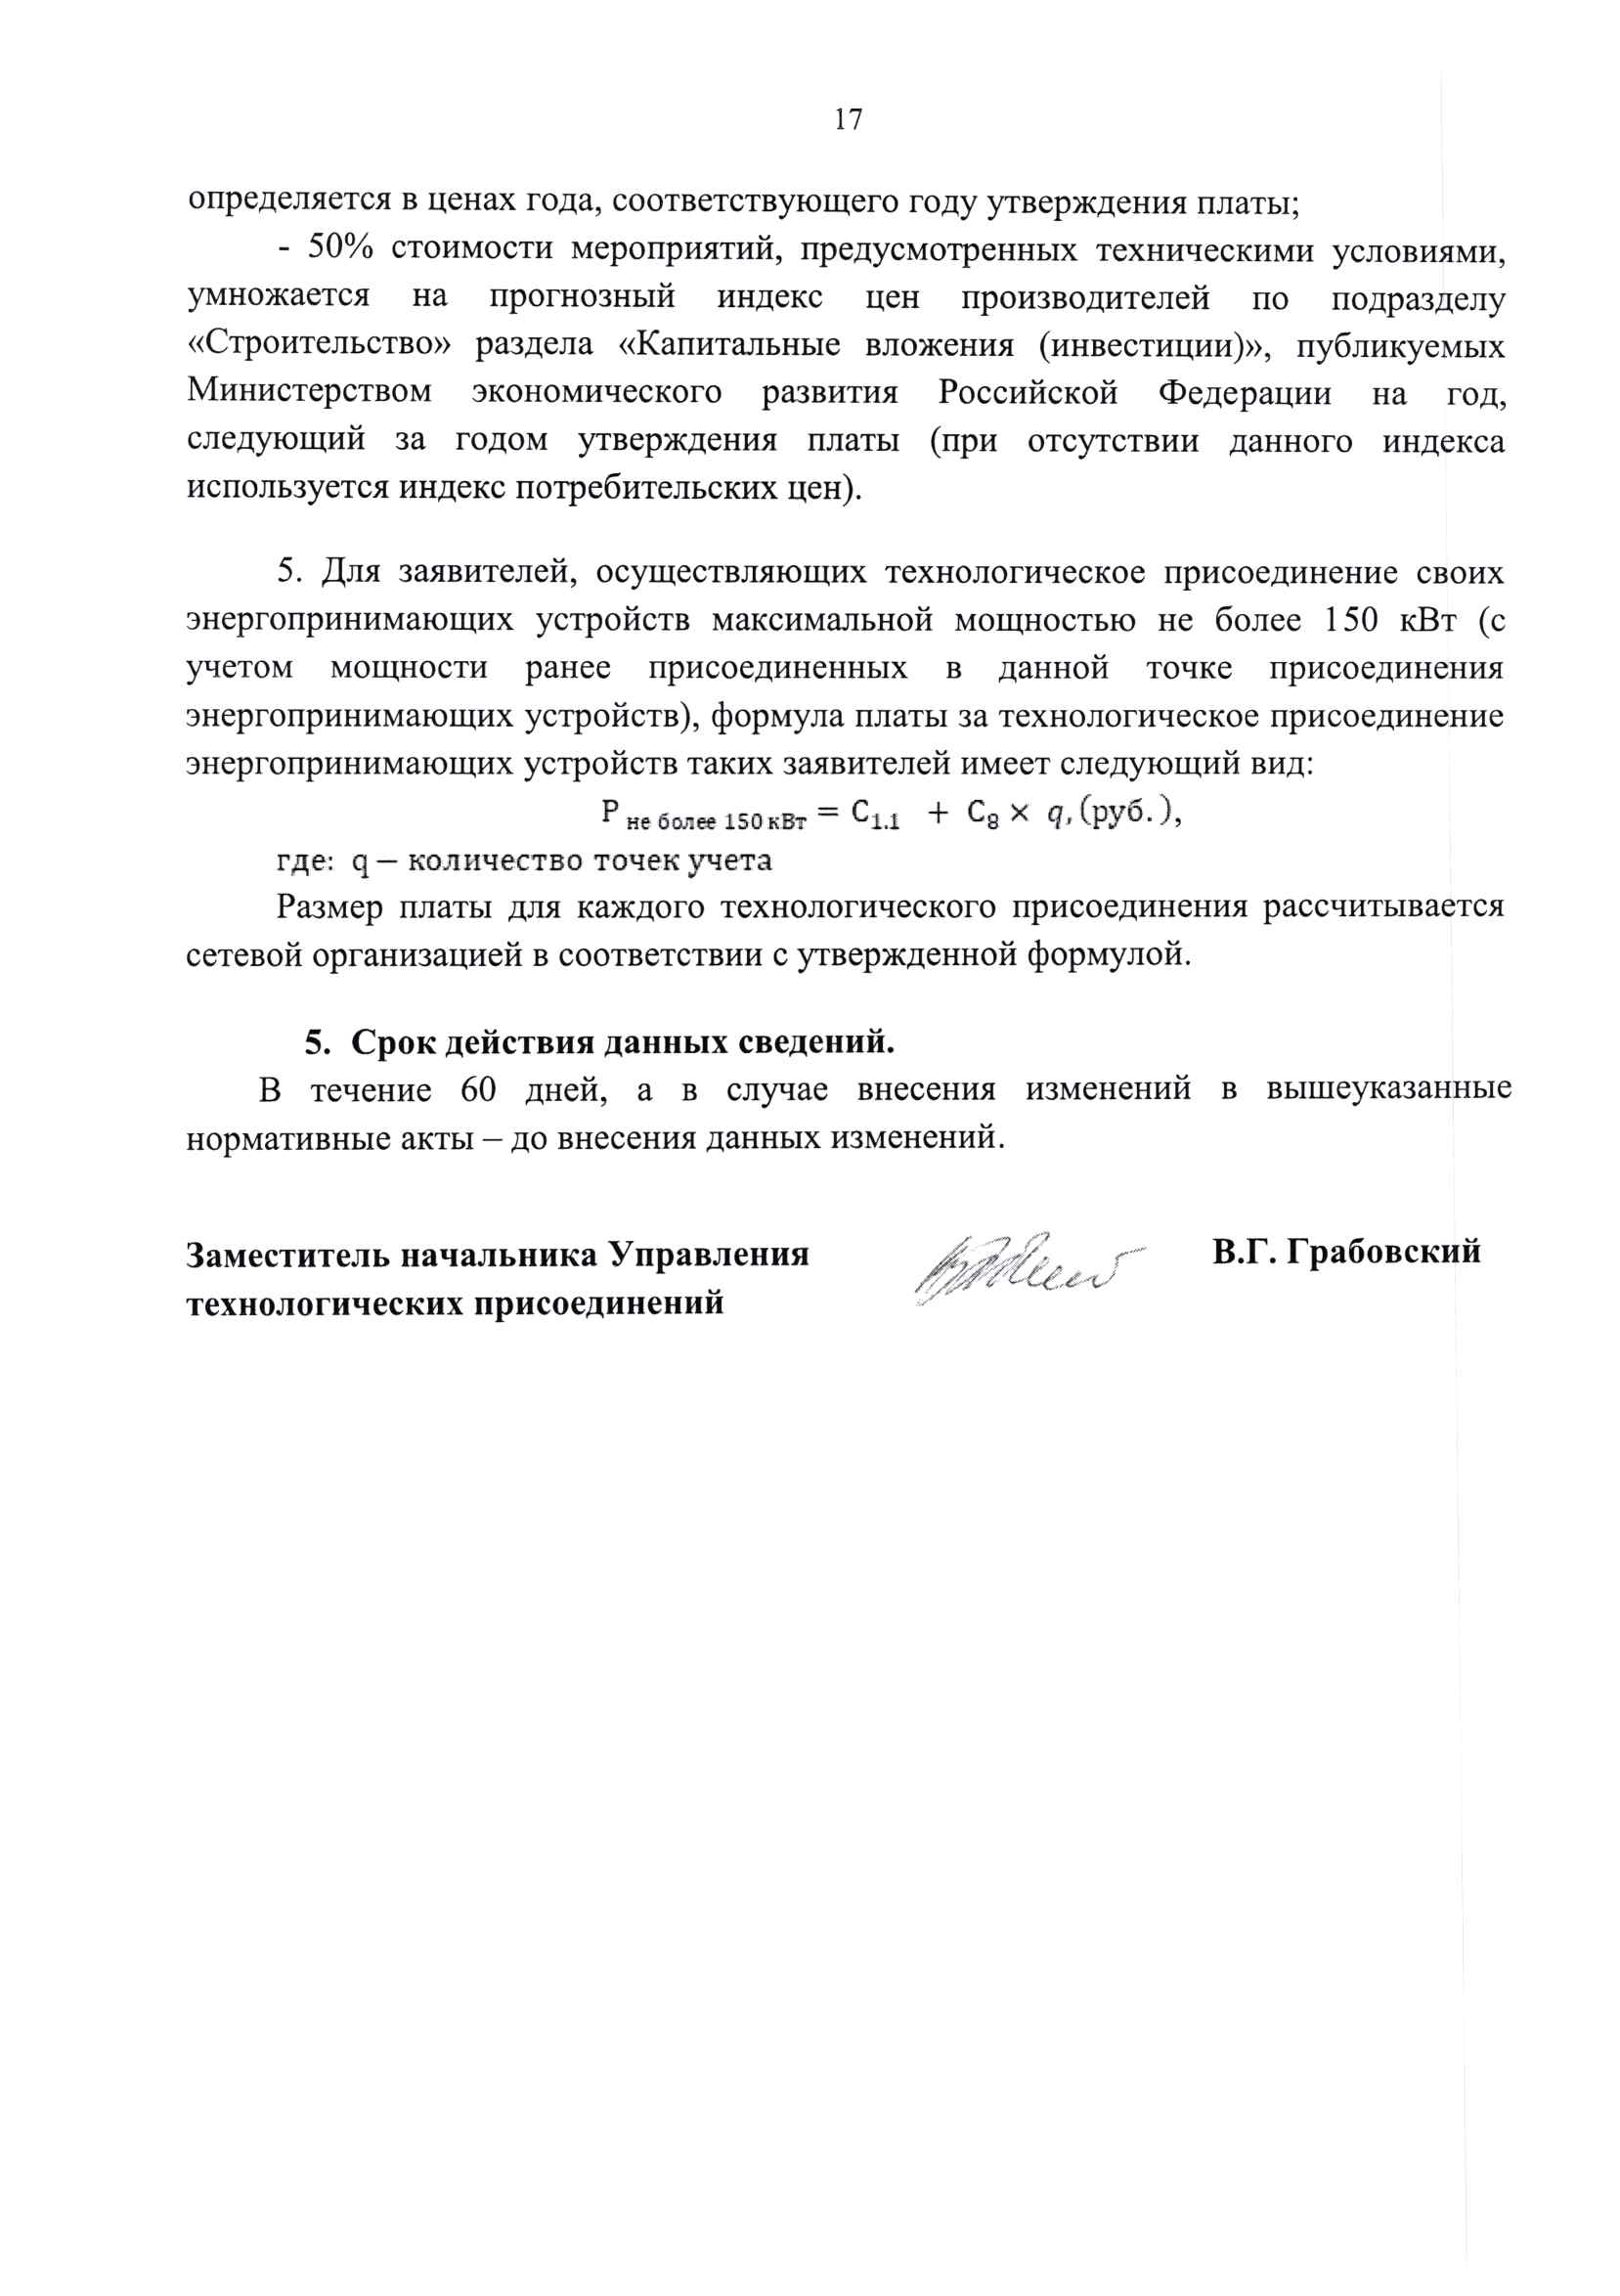 17
определяется в ценах года, соответствующего году утверждения платы;
- 50% стоимости мероприятий, предусмотренных техническими условиями,
умножается на прогнозный индекс цен производителей по подразделу
«Строительство» раздела «Капитальные вложения (инвестиции)», публикуемых
Министерством экономического развития Российской Федерации на год,
следующий за годом утверждения платы (при отсутствии данного индекса
используется индекс потребительских цен).
5. Для заявителей, осуществляющих технологическое присоединение своих
энергопринимающих устройств максимальной мощностью не более 150 кВт (с
учетом мощности ранее присоединенных в данной точке присоединения
энергопринимающих устройств), формула платы за технологическое присоединение
энергопринимающих устройств таких заявителей имеет следующий вид:
P не более 150 кВт = C1.1 + C8 × q, (руб.),
где: q – количество точек учета
Размер платы для каждого технологического присоединения рассчитывается
сетевой организацией в соответствии с утвержденной формулой.
5. Срок действия данных сведений.
В течение 60 дней, а в случае внесения изменений в вышеуказанные
нормативные акты – до внесения данных изменений.
Заместитель начальника Управления В.Г. Грабовский
технологических присоединений